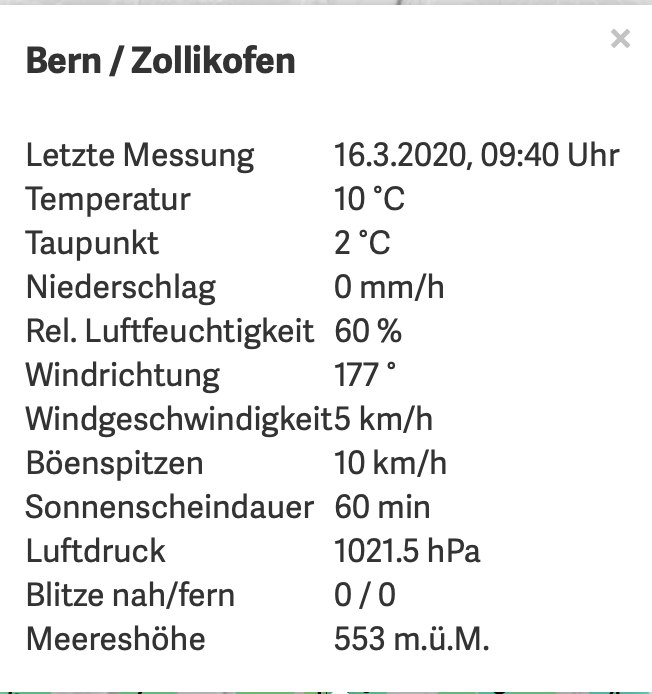 Bern / Zollikofen
×
Letzte Messung 16.3.2020, 09:40 Uhr
Temperatur 10 °C
Taupunkt 2 °C
Niederschlag 0 mm/h
Rel. Luftfeuchtigkeit 60 %
Windrichtung 177 °
Windgeschwindigkeit 5 km/h
Böenspitzen 10 km/h
Sonnenscheindauer 60 min
Luftdruck 1021.5 hPa
Blitze nah/fern 0 / 0
Meereshöhe 553 m.ü.M.